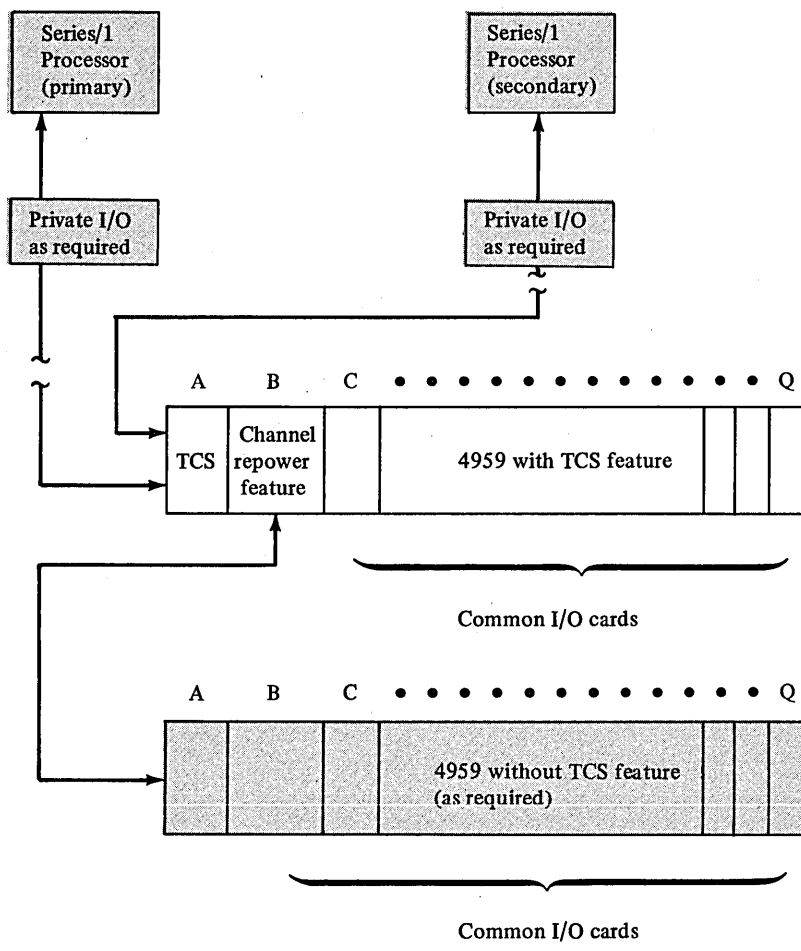 Series/1
Processor
(primary)
Series/1
Processor
(secondary)
Private I/O
as required
Private I/O
as required
A B C • • • • • • • • • • • • Q
TCS
Channel
repower
feature
4959 with TCS feature
Common I/O cards
A B C • • • • • • • • • • • • Q
4959 without TCS feature
(as required)
Common I/O cards